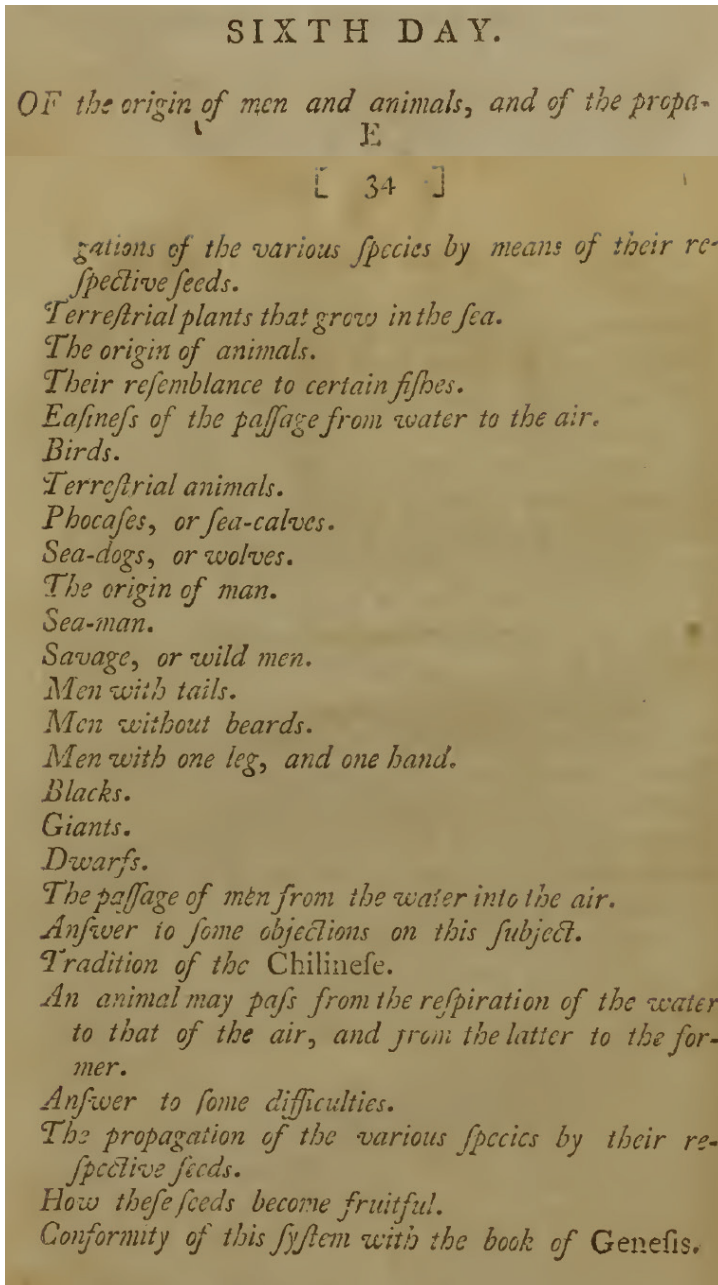 SIXTH DAY.
OF the origin of men and animals, and of the propa-
E
[ 34 ]
gations of the various ſpecies by means of their re-
ſpective ſeeds.
Terreſtrial plants that grow in the ſea.
The origin of animals.
Their reſemblance to certain fiſhes.
Eaſineſs of the paſſage from water to the air.
Birds.
Terreſtrial animals.
Phocaſes, or ſea-calves.
Sea-dogs, or wolves.
The origin of man.
Sea-man.
Savage, or wild men.
Men with tails.
Men without beards.
Men with one leg, and one hand.
Blacks.
Giants.
Dwarfs.
The paſſage of men from the water into the air.
Anſwer to ſome objections on this ſubject.
Tradition of the Chilineſe.
An animal may paſs from the reſpiration of the water
to that of the air, and from the latter to the for-
mer.
Anſwer to ſome difficulties.
The propagation of the various ſpecies by their re-
ſpective ſeeds.
How theſe ſeeds become fruitful.
Conformity of this ſyſtem with the book of Geneſis.